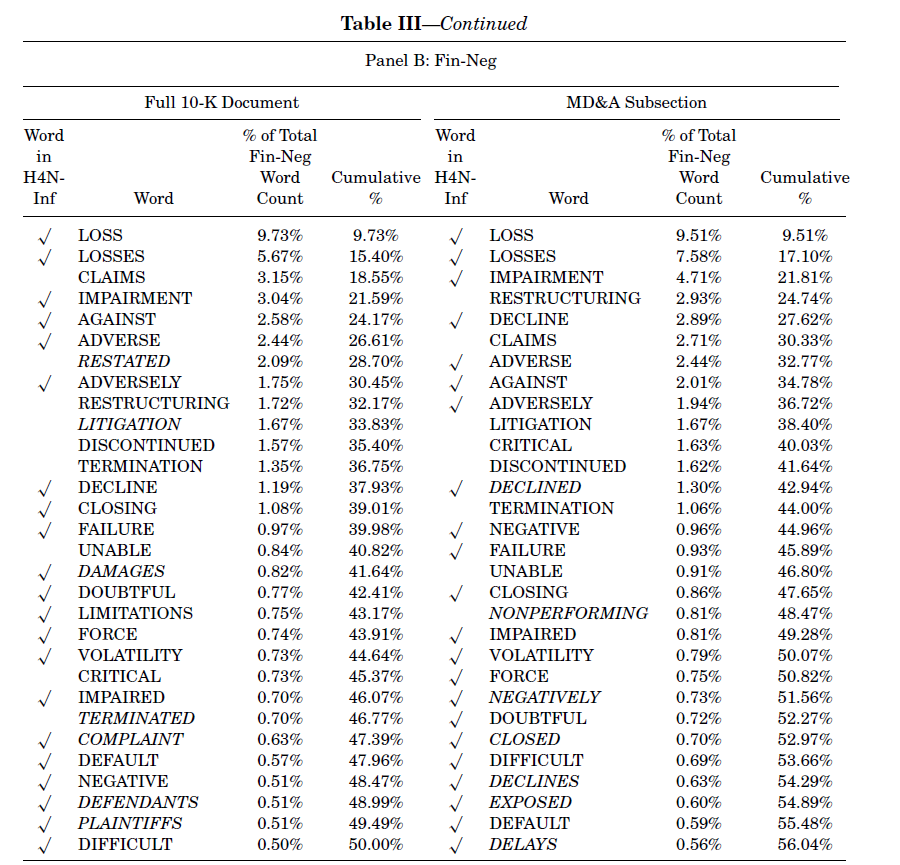 Table III—Continued
Panel B: Fin-Neg
Full 10-K Document MD&A Subsection
Word % of Total Word % of Total
in Fin-Neg in Fin-Neg
H4N- Word Cumulative H4N- Word Cumulative
Inf Word Count % Inf Word Count %
√ LOSS 9.73% 9.73% √ LOSS 9.51% 9.51%
√ LOSSES 5.67% 15.40% √ LOSSES 7.58% 17.10%
CLAIMS 3.15% 18.55% √ IMPAIRMENT 4.71% 21.81%
√ IMPAIRMENT 3.04% 21.59% RESTRUCTURING 2.93% 24.74%
√ AGAINST 2.58% 24.17% √ DECLINE 2.89% 27.62%
√ ADVERSE 2.44% 26.61% CLAIMS 2.71% 30.33%
RESTATED 2.09% 28.70% √ ADVERSE 2.44% 32.77%
√ ADVERSELY 1.75% 30.45% √ AGAINST 2.01% 34.78%
RESTRUCTURING 1.72% 32.17% √ ADVERSELY 1.94% 36.72%
LITIGATION 1.67% 33.83% LITIGATION 1.67% 38.40%
DISCONTINUED 1.57% 35.40% CRITICAL 1.63% 40.03%
TERMINATION 1.35% 36.75% DISCONTINUED 1.62% 41.64%
√ DECLINE 1.19% 37.93% √ DECLINED 1.30% 42.94%
√ CLOSING 1.08% 39.01% TERMINATION 1.06% 44.00%
√ FAILURE 0.97% 39.98% √ NEGATIVE 0.96% 44.96%
UNABLE 0.84% 40.82% √ FAILURE 0.93% 45.89%
√ DAMAGES 0.82% 41.64% UNABLE 0.91% 46.80%
√ DOUBTFUL 0.77% 42.41% √ CLOSING 0.86% 47.65%
√ LIMITATIONS 0.75% 43.17% NONPERFORMING 0.81% 48.47%
√ FORCE 0.74% 43.91% √ IMPAIRED 0.81% 49.28%
√ VOLATILITY 0.73% 44.64% √ VOLATILITY 0.79% 50.07%
CRITICAL 0.73% 45.37% √ FORCE 0.75% 50.82%
√ IMPAIRED 0.70% 46.07% √ NEGATIVELY 0.73% 51.56%
TERMINATED 0.70% 46.77% √ DOUBTFUL 0.72% 52.27%
√ COMPLAINT 0.63% 47.39% √ CLOSED 0.70% 52.97%
√ DEFAULT 0.57% 47.96% √ DIFFICULT 0.69% 53.66%
√ NEGATIVE 0.51% 48.47% √ DECLINES 0.63% 54.29%
√ DEFENDANTS 0.51% 48.99% √ EXPOSED 0.60% 54.89%
√ PLAINTIFFS 0.51% 49.49% √ DEFAULT 0.59% 55.48%
√ DIFFICULT 0.50% 50.00% √ DELAYS 0.56% 56.04%